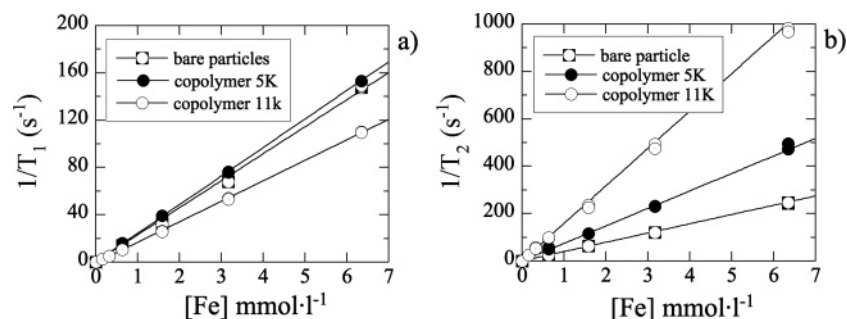 200
160
120
80
40
0
1/T₁ (s⁻¹)
bare particles
copolymer 5K
copolymer 11k
a)
0 1 2 3 4 5 6 7
[Fe] mmol·l⁻¹
1000
800
600
400
200
0
1/T₂ (s⁻¹)
bare particle
copolymer 5K
copolymer 11K
b)
0 1 2 3 4 5 6 7
[Fe] mmol·l⁻¹